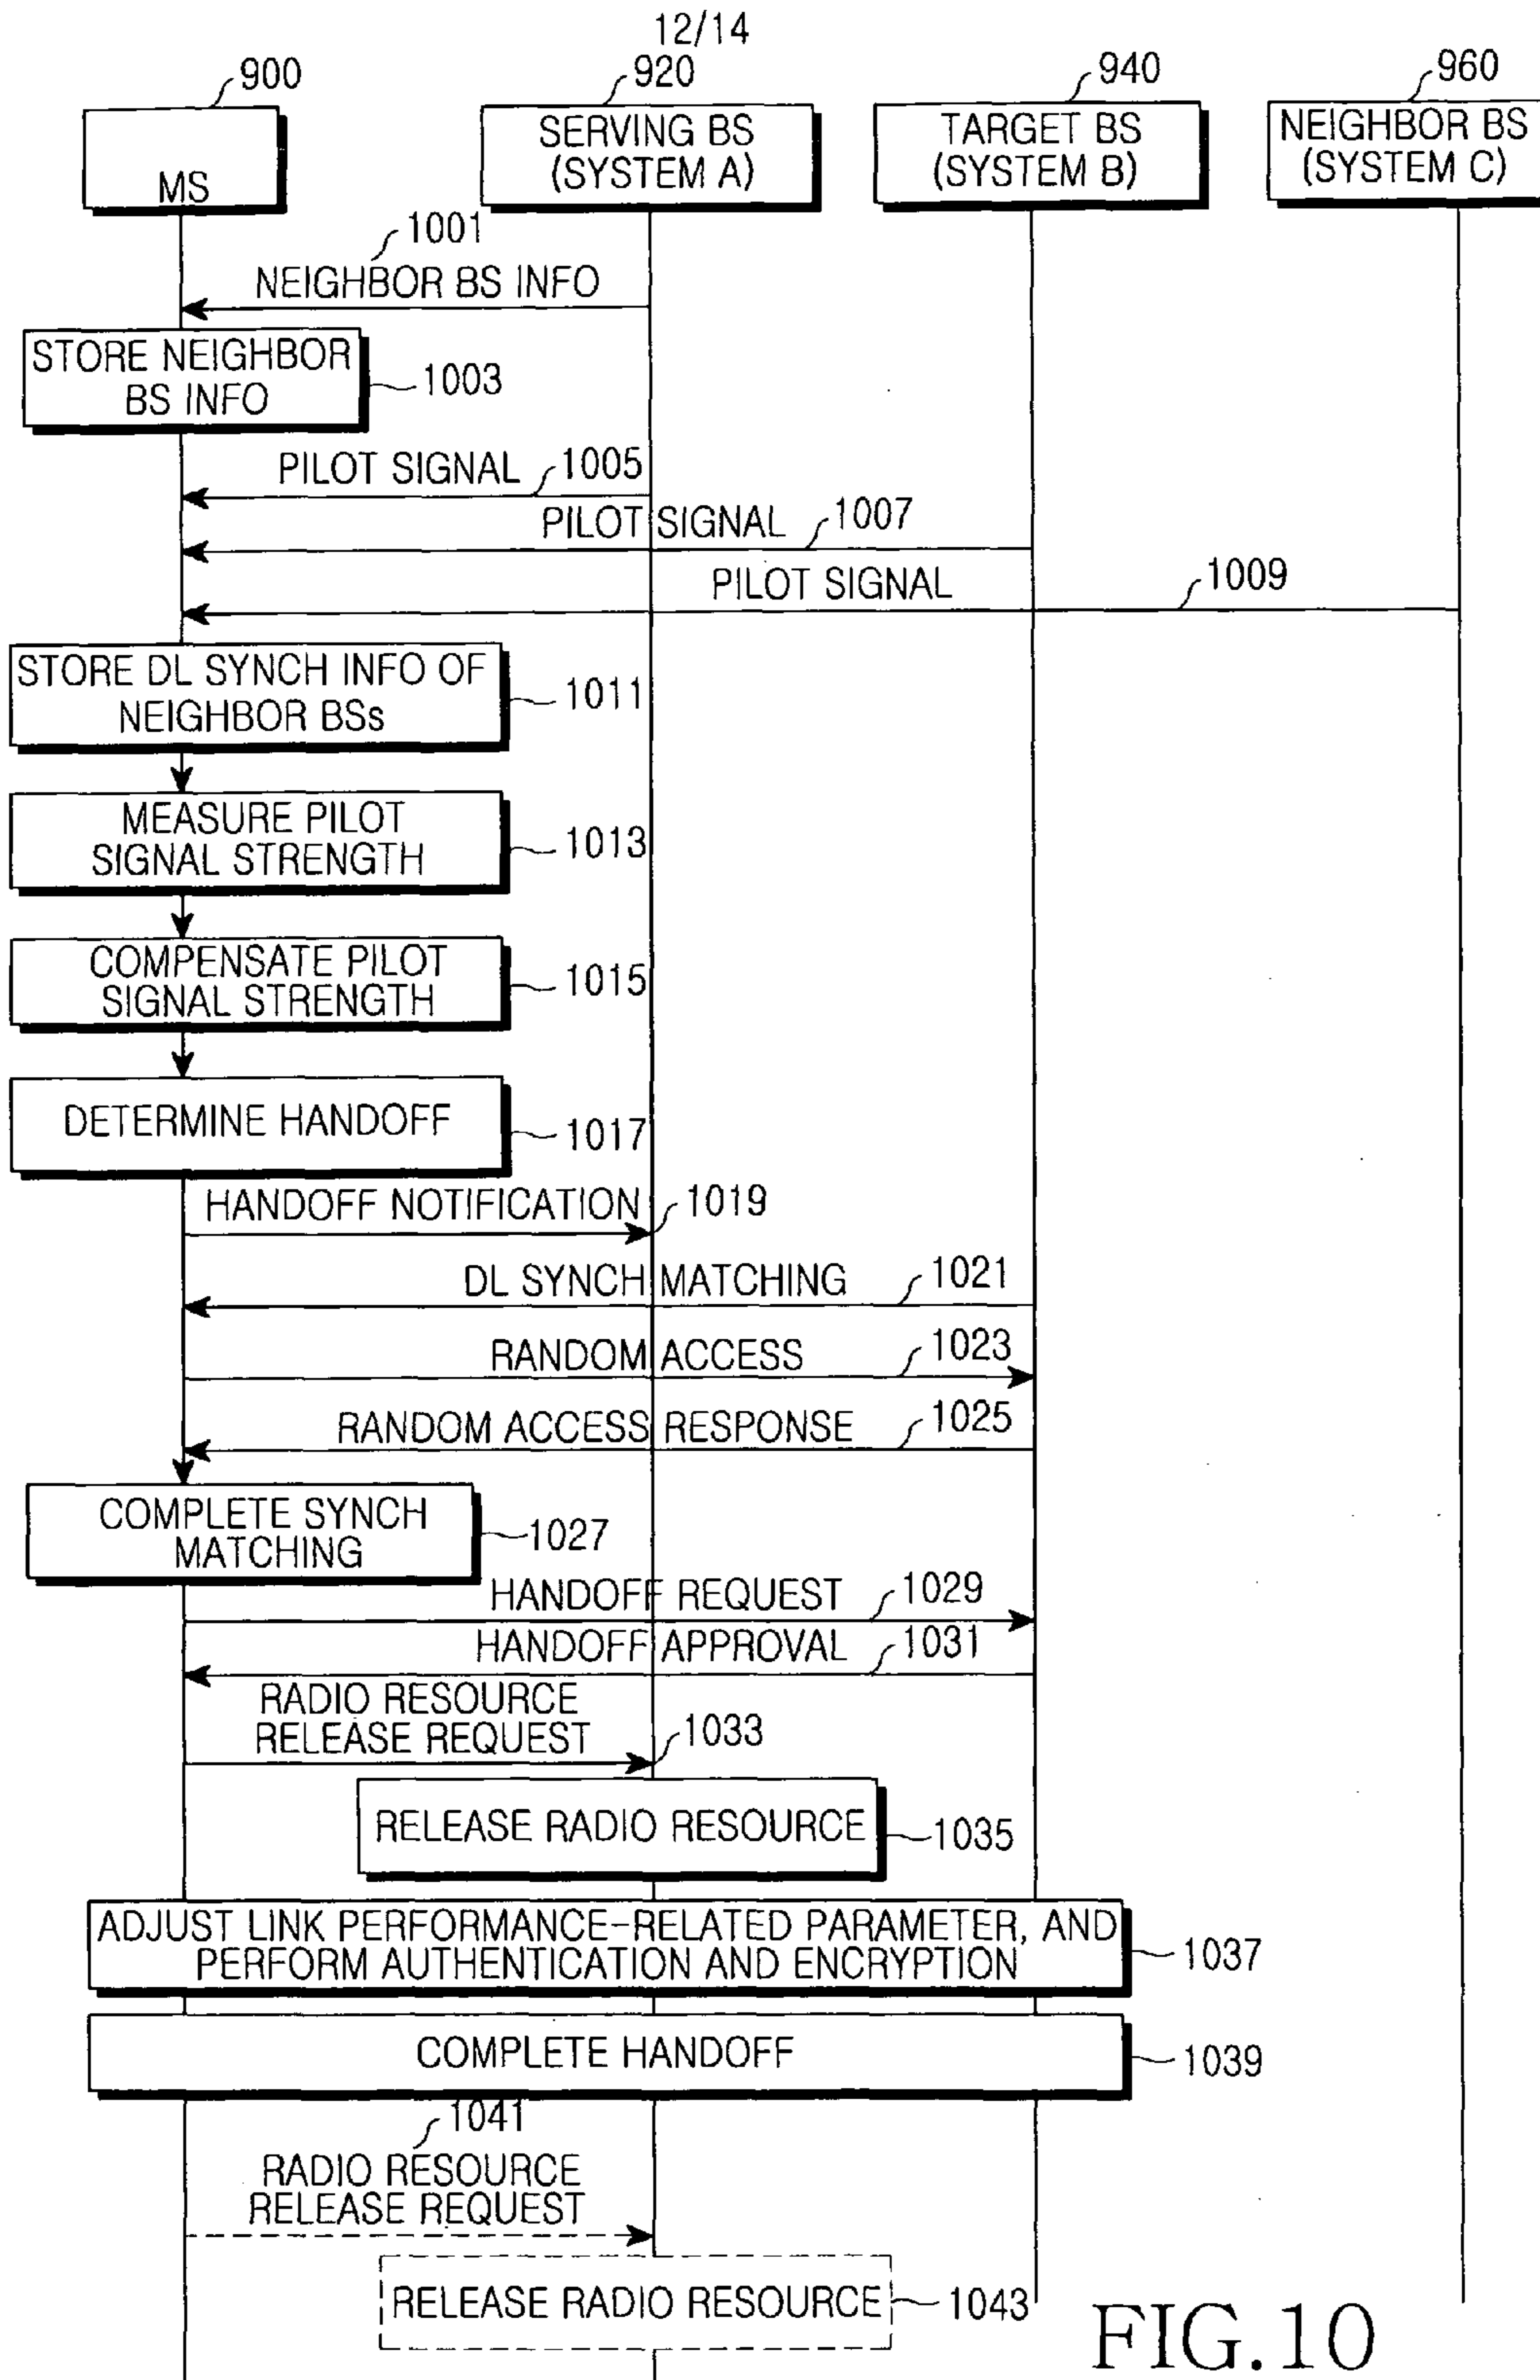 12/14
900
920
940
960
MS
SERVING BS
(SYSTEM A)
TARGET BS
(SYSTEM B)
NEIGHBOR BS
(SYSTEM C)
1001
NEIGHBOR BS INFO
STORE NEIGHBOR
BS INFO
1003
PILOT SIGNAL
1005
PILOT SIGNAL
1007
PILOT SIGNAL
1009
STORE DL SYNCH INFO OF
NEIGHBOR BSs
1011
MEASURE PILOT
SIGNAL STRENGTH
1013
COMPENSATE PILOT
SIGNAL STRENGTH
1015
DETERMINE HANDOFF
1017
HANDOFF NOTIFICATION
1019
DL SYNCH MATCHING
1021
RANDOM ACCESS
1023
RANDOM ACCESS RESPONSE
1025
COMPLETE SYNCH
MATCHING
1027
HANDOFF REQUEST
1029
HANDOFF APPROVAL
1031
RADIO RESOURCE
RELEASE REQUEST
1033
RELEASE RADIO RESOURCE
1035
ADJUST LINK PERFORMANCE-RELATED PARAMETER, AND
PERFORM AUTHENTICATION AND ENCRYPTION
1037
COMPLETE HANDOFF
1039
1041
RADIO RESOURCE
RELEASE REQUEST
RELEASE RADIO RESOURCE
1043
FIG.10